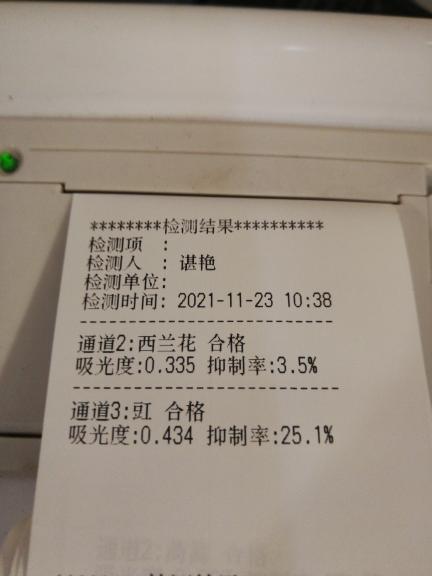 ********检测结果**********
检测项 :
检测人 : 谌艳
检测单位:
检测时间: 2021-11-23 10:38
----------------------------
通道2:西兰花 合格
吸光度:0.335 抑制率:3.5%
----------------------------
通道3:豇 合格
吸光度:0.434 抑制率:25.1%